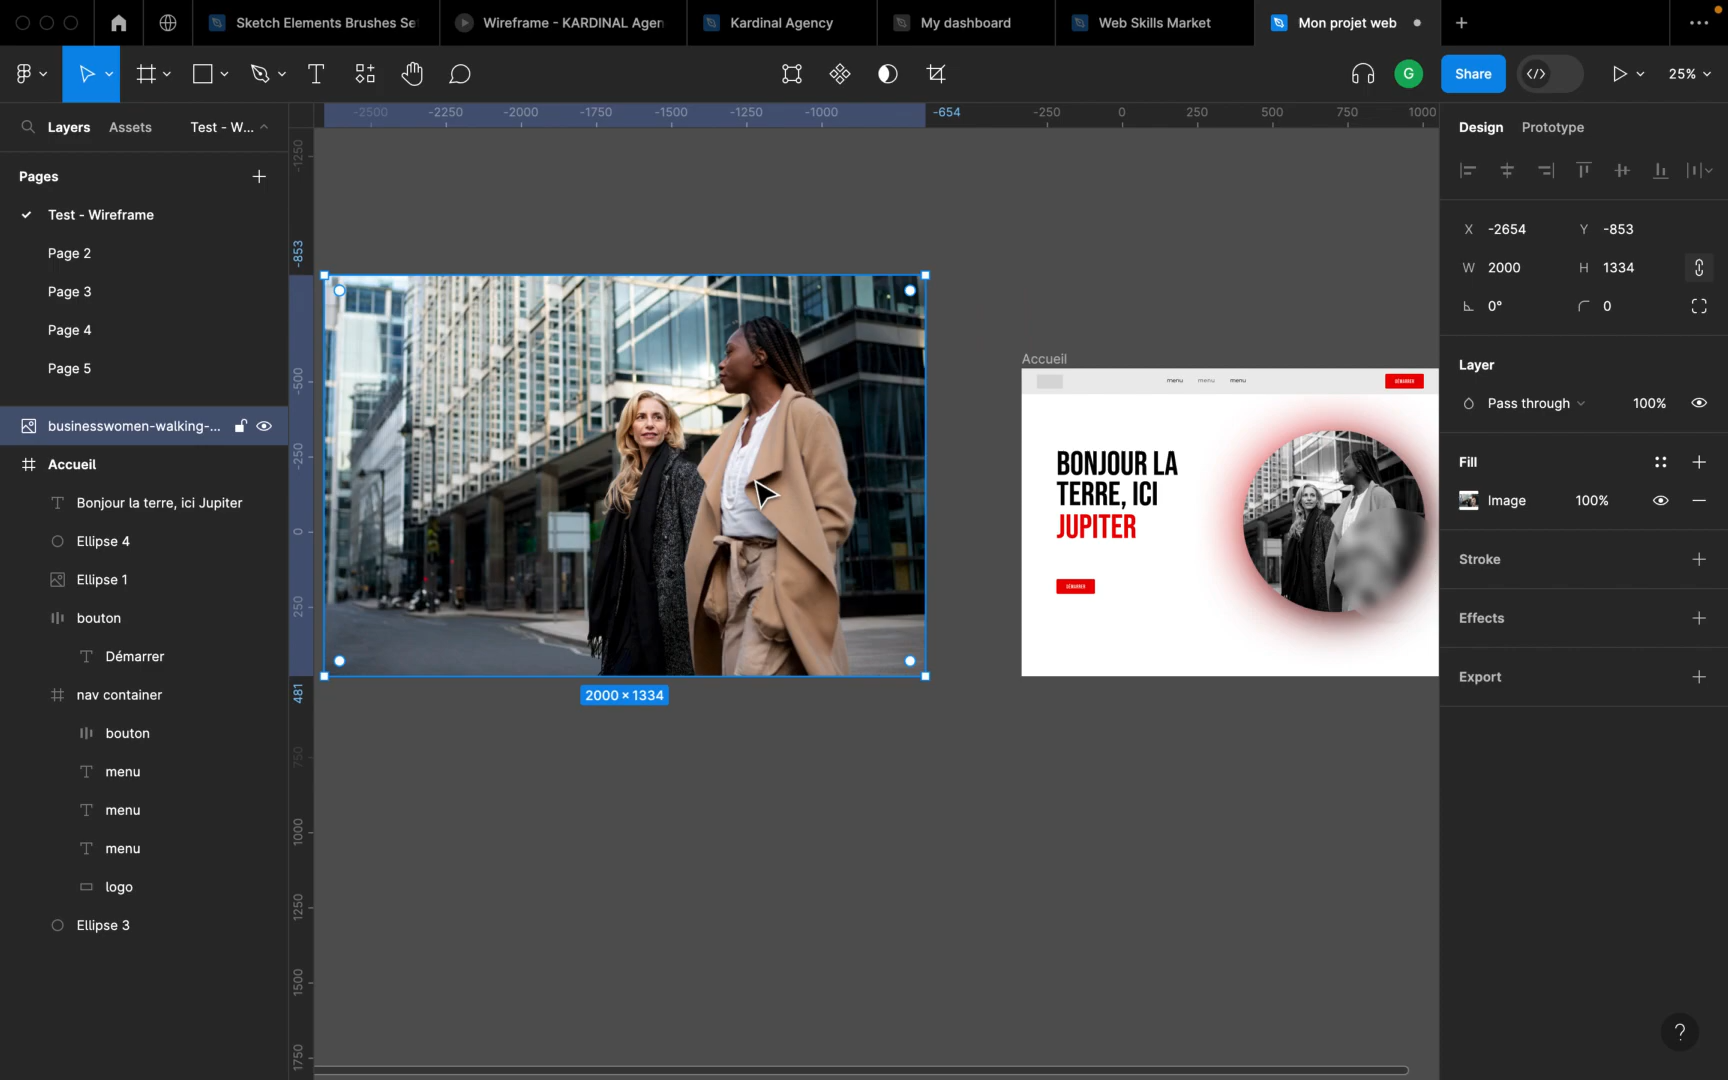 Sketch Elements Brushes Se
Wireframe - KARDINAL Agen
Kardinal Agency
My dashboard
Web Skills Market
Mon projet web
G
Share
25%
Layers
Assets
Test - W...
Pages
Test - Wireframe
Page 2
Page 3
Page 4
Page 5
businesswomen-walking-...
Accueil
Bonjour la terre, ici Jupiter
Ellipse 4
Ellipse 1
bouton
Démarrer
nav container
bouton
menu
menu
menu
logo
Ellipse 3
-2500
-2250
-2000
-1750
-1500
-1250
-1000
-654
-250
0
250
500
750
1000
-1250
-853
-500
-250
0
250
481
750
1000
1250
1500
1750
2000 × 1334
Accueil
menu
menu
menu
DÉMARRER
BONJOUR LA
TERRE, ICI
JUPITER
DÉMARRER
Design
Prototype
X -2654
Y -853
W 2000
H 1334
0°
0
Layer
Pass through
100%
Fill
Image
100%
Stroke
Effects
Export
?